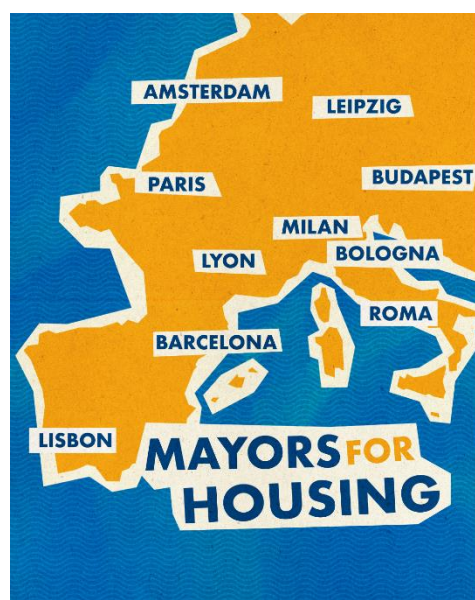 AMSTERDAM
LEIPZIG
PARIS
BUDAPEST
MILAN
LYON
BOLOGNA
ROMA
BARCELONA
LISBON
MAYORS FOR
HOUSING